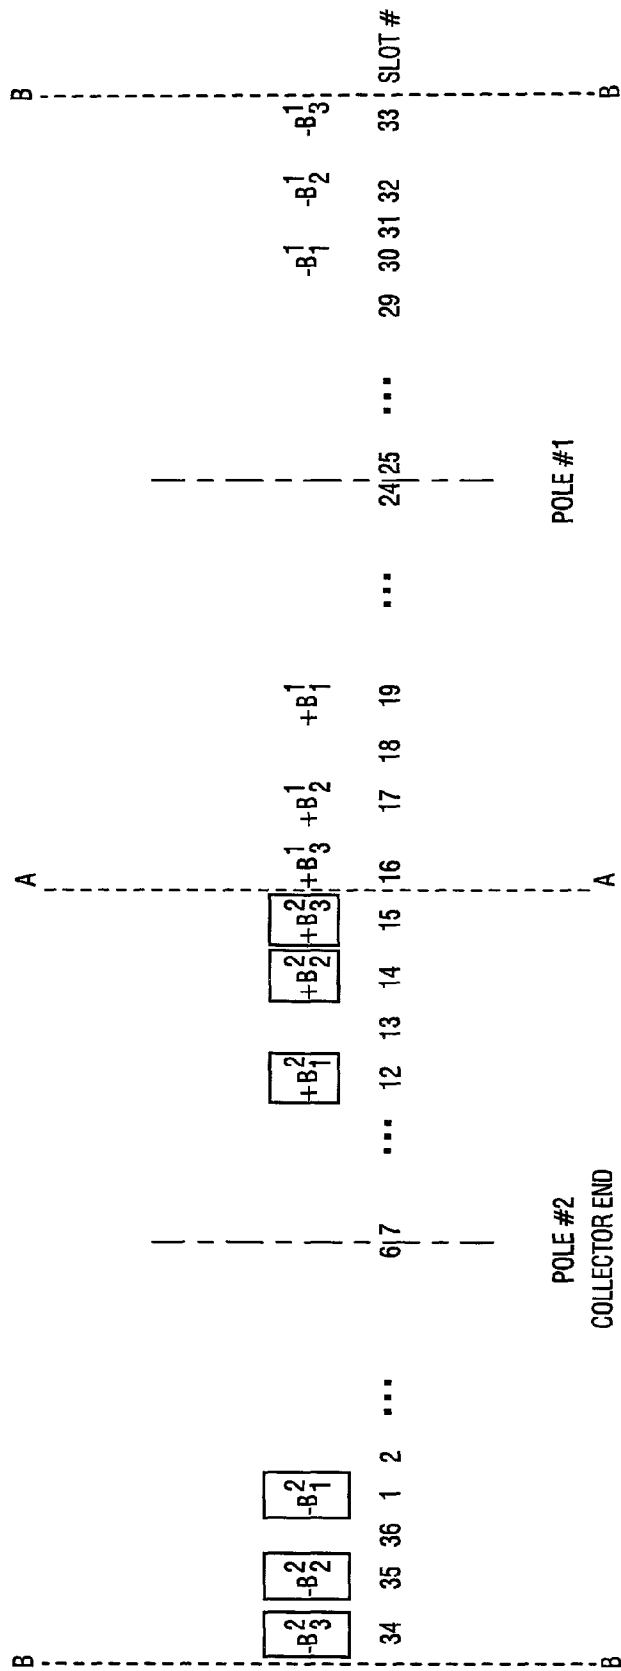 B A B
-B²₃ -B²₂ -B²₁ +B²₁ +B²₂ +B²₃ +B¹₃ +B¹₂ +B¹₁ -B¹₁ -B¹₂ -B¹₃
34 35 36 1 2 ... 6 7 ... 12 13 14 15 16 17 18 19 ... 24 25 ... 29 30 31 32 33 SLOT #
POLE #2 POLE #1
COLLECTOR END
B A B